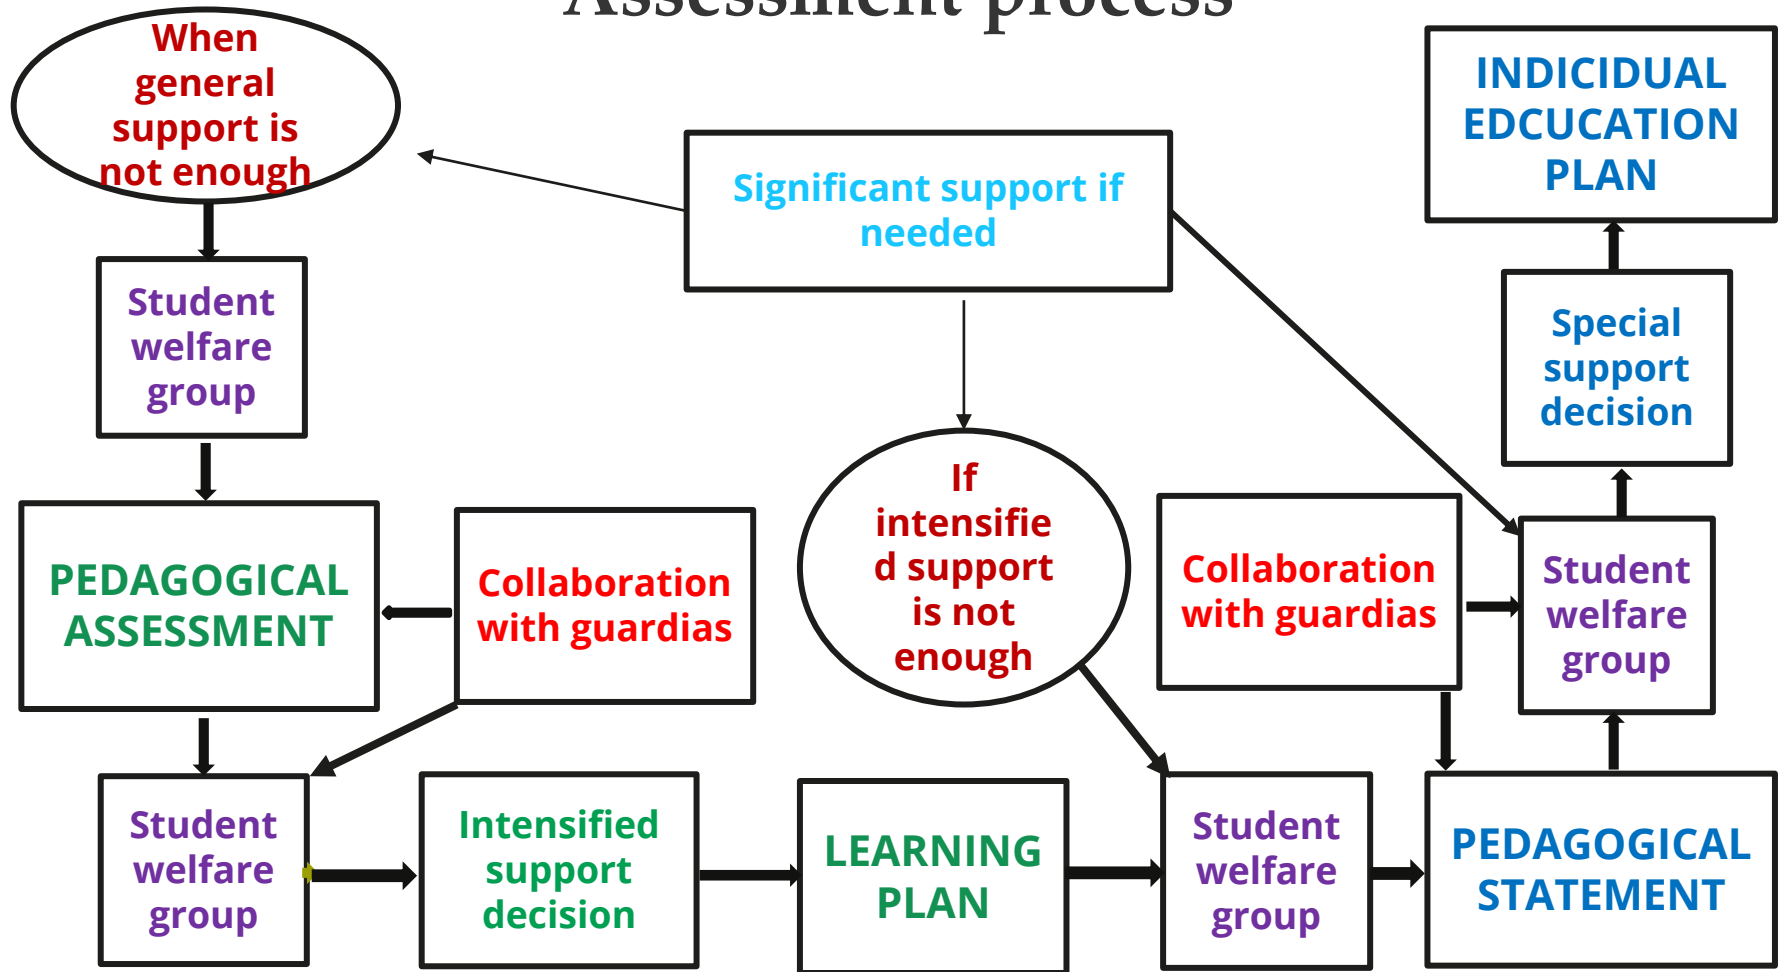 Assessment process
When
general
support is
not enough
Student
welfare
group
PEDAGOGICAL
ASSESSMENT
Collaboration
with guardias
Student
welfare
group
Intensified
support
decision
LEARNING
PLAN
Significant support if
needed
If
intensifie
d support
is not
enough
Student
welfare
group
PEDAGOGICAL
STATEMENT
Collaboration
with guardias
Student
welfare
group
Special
support
decision
INDICIDUAL
EDCUCATION
PLAN